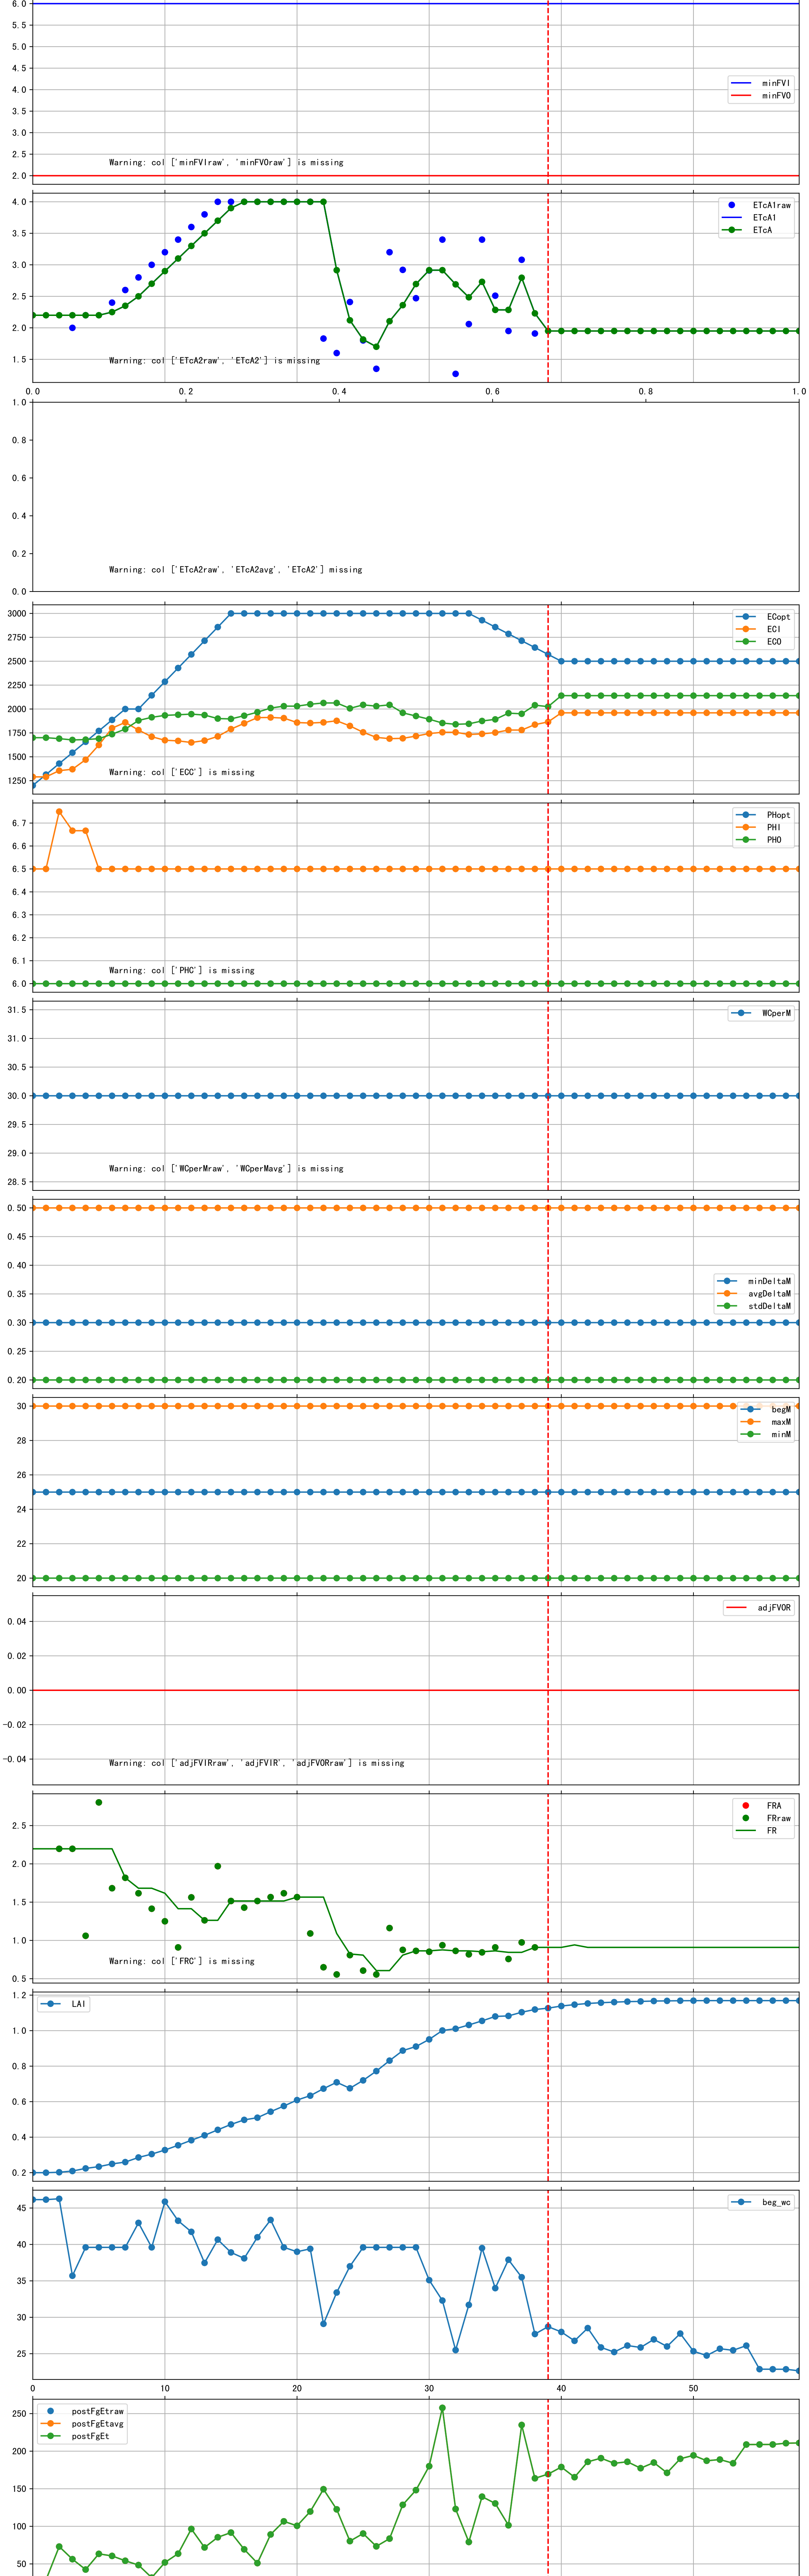 6.0
5.5
5.0
4.5
4.0
3.5
3.0
2.5
2.0
minFVI
minFVO
Warning: col ['minFVIraw', 'minFVOraw'] is missing
4.0
3.5
3.0
2.5
2.0
1.5
ETcA1raw
ETcA1
ETcA
Warning: col ['ETcA2raw', 'ETcA2'] is missing
0.0 0.2 0.4 0.6 0.8 1.0
1.0
0.8
0.6
0.4
0.2
0.0
Warning: col ['ETcA2raw', 'ETcA2avg', 'ETcA2'] missing
3000
2750
2500
2250
2000
1750
1500
1250
ECopt
ECI
ECO
Warning: col ['ECC'] is missing
6.7
6.6
6.5
6.4
6.3
6.2
6.1
6.0
PHopt
PHI
PHO
Warning: col ['PHC'] is missing
31.5
31.0
30.5
30.0
29.5
29.0
28.5
WCperM
Warning: col ['WCperMraw', 'WCperMavg'] is missing
0.50
0.45
0.40
0.35
0.30
0.25
0.20
minDeltaM
avgDeltaM
stdDeltaM
30
28
26
24
22
20
begM
maxM
minM
0.04
0.02
0.00
−0.02
−0.04
adjFVOR
Warning: col ['adjFVIRraw', 'adjFVIR', 'adjFVORraw'] is missing
2.5
2.0
1.5
1.0
0.5
FRA
FRraw
FR
Warning: col ['FRC'] is missing
1.2
1.0
0.8
0.6
0.4
0.2
LAI
45
40
35
30
25
beg_wc
0 10 20 30 40 50
250
200
150
100
50
postFgEtraw
postFgEtavg
postFgEt